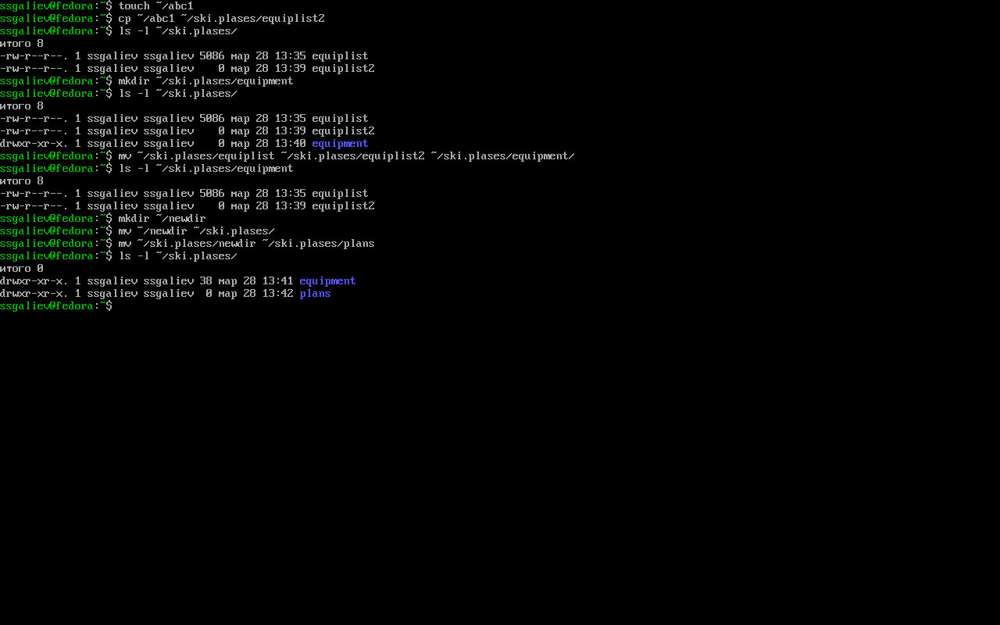 ssgaliev@fedora:~$ touch ~/abc1
ssgaliev@fedora:~$ cp ~/abc1 ~/ski.plases/equiplist2
ssgaliev@fedora:~$ ls -l ~/ski.plases/
итого 8
-rw-r--r--. 1 ssgaliev ssgaliev 5086 мар 28 13:35 equiplist
-rw-r--r--. 1 ssgaliev ssgaliev    0 мар 28 13:39 equiplist2
ssgaliev@fedora:~$ mkdir ~/ski.plases/equipment
ssgaliev@fedora:~$ ls -l ~/ski.plases/
итого 8
-rw-r--r--. 1 ssgaliev ssgaliev 5086 мар 28 13:35 equiplist
-rw-r--r--. 1 ssgaliev ssgaliev    0 мар 28 13:39 equiplist2
drwxr-xr-x. 1 ssgaliev ssgaliev    0 мар 28 13:40 equipment
ssgaliev@fedora:~$ mv ~/ski.plases/equiplist ~/ski.plases/equiplist2 ~/ski.plases/equipment/
ssgaliev@fedora:~$ ls -l ~/ski.plases/equipment
итого 8
-rw-r--r--. 1 ssgaliev ssgaliev 5086 мар 28 13:35 equiplist
-rw-r--r--. 1 ssgaliev ssgaliev    0 мар 28 13:39 equiplist2
ssgaliev@fedora:~$ mkdir ~/newdir
ssgaliev@fedora:~$ mv ~/newdir ~/ski.plases/
ssgaliev@fedora:~$ mv ~/ski.plases/newdir ~/ski.plases/plans
ssgaliev@fedora:~$ ls -l ~/ski.plases/
итого 0
drwxr-xr-x. 1 ssgaliev ssgaliev 38 мар 28 13:41 equipment
drwxr-xr-x. 1 ssgaliev ssgaliev  0 мар 28 13:42 plans
ssgaliev@fedora:~$